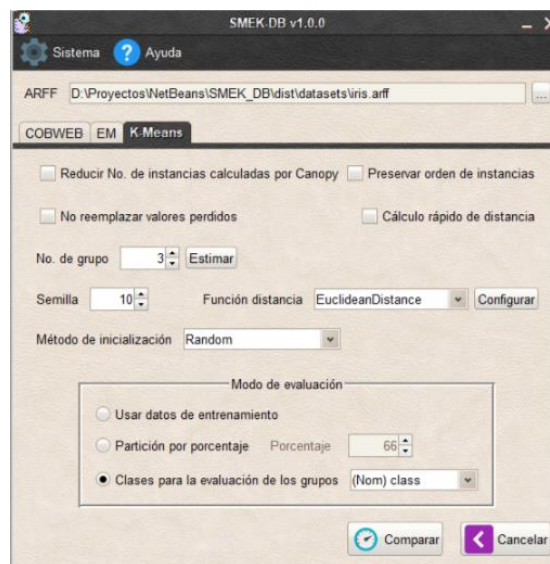 SMEK-DB v1.0.0
Sistema Ayuda
ARFF D:\Proyectos\NetBeans\SMEK_DB\dist\datasets\iris.arff ...
COBWEB EM K-Means
Reducir No. de instancias calculadas por Canopy Preservar orden de instancias
No reemplazar valores perdidos Cálculo rápido de distancia
No. de grupo 3 Estimar
Semilla 10 Función distancia EuclideanDistance Configurar
Método de inicialización Random
Modo de evaluación
Usar datos de entrenamiento
Partición por porcentaje Porcentaje 66
Clases para la evaluación de los grupos (Nom) class
Comparar Cancelar